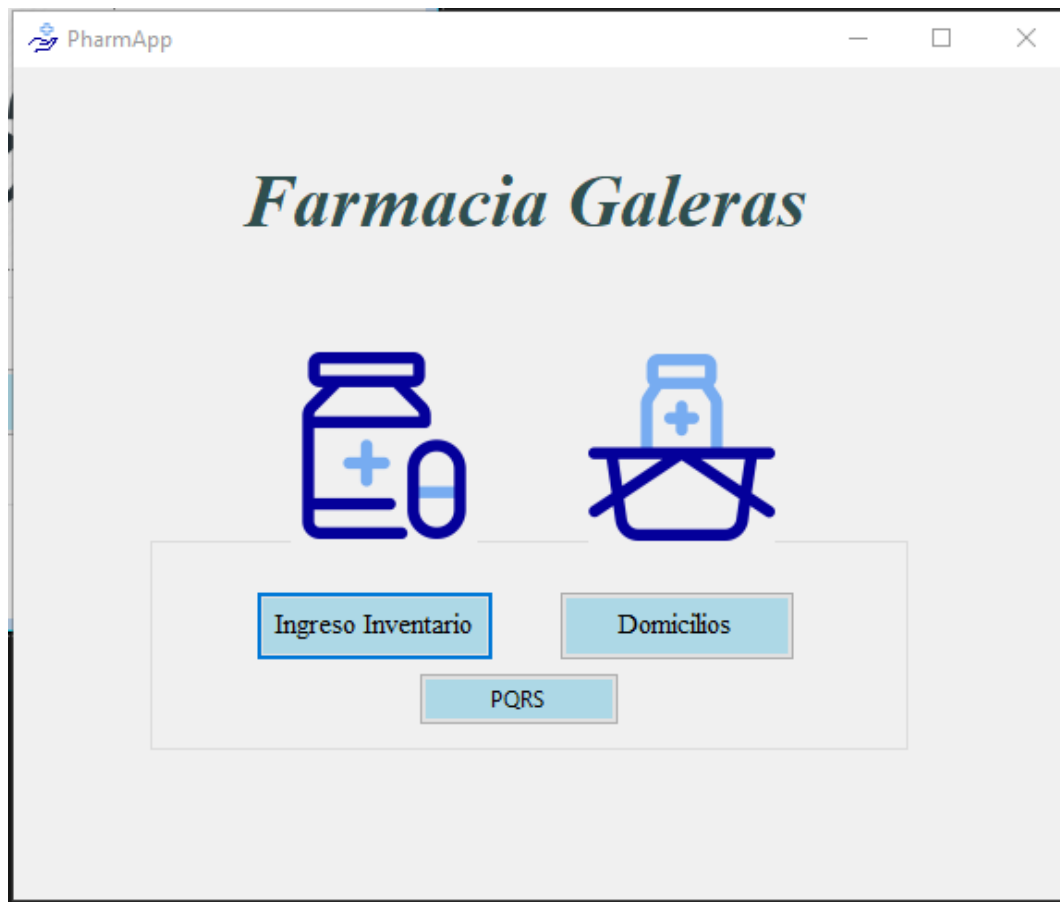 PharmApp
Farmacia Galeras
Ingreso Inventario
Domicilios
PQRS